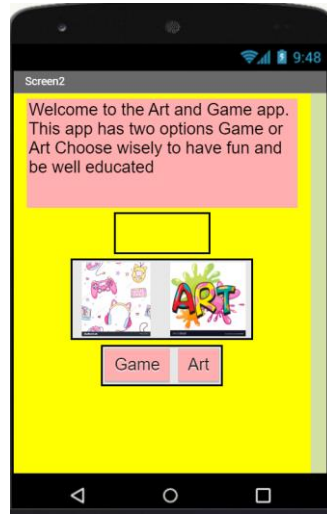 9:48
Screen2
Welcome to the Art and Game app.
This app has two options Game or
Art Choose wisely to have fun and
be well educated
ART
Game Art